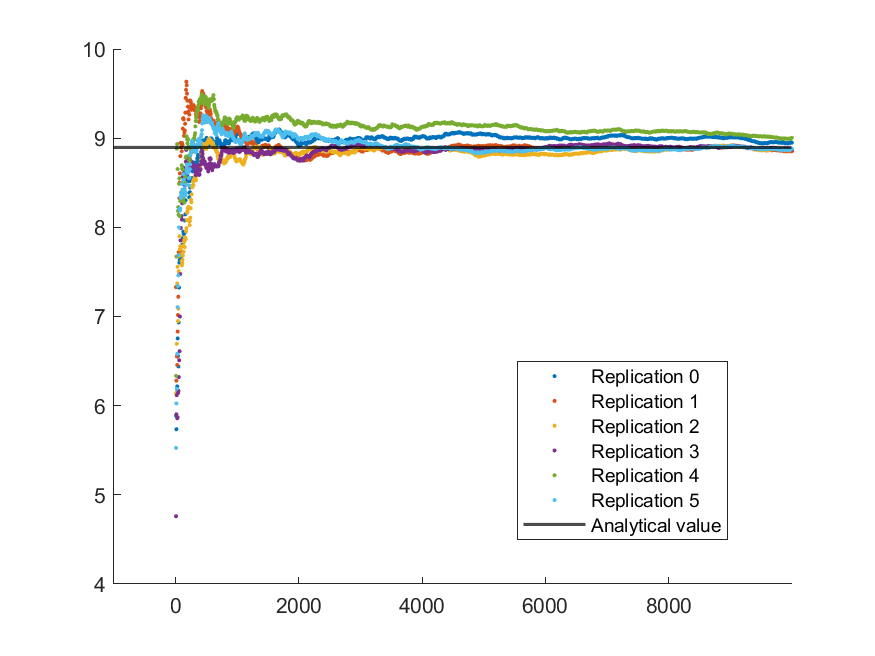 10
9
8
7
6
5
4
0
2000
4000
6000
8000
Replication 0
Replication 1
Replication 2
Replication 3
Replication 4
Replication 5
Analytical value